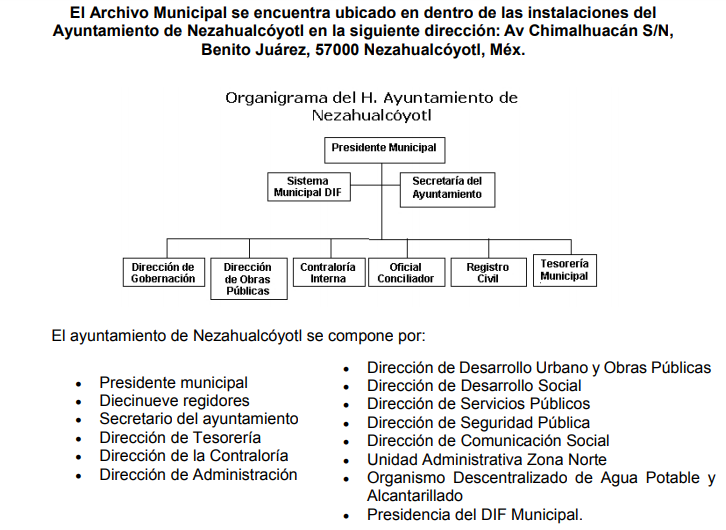 El Archivo Municipal se encuentra ubicado en dentro de las instalaciones del
Ayuntamiento de Nezahualcóyotl en la siguiente dirección: Av Chimalhuacán S/N,
Benito Juárez, 57000 Nezahualcóyotl, Méx.
Organigrama del H. Ayuntamiento de
Nezahualcóyotl
Presidente Municipal
Sistema
Municipal DIF
Secretaría del
Ayuntamiento
Dirección de
Gobernación
Dirección
de Obras
Públicas
Contraloría
Interna
Oficial
Conciliador
Registro
Civil
Tesorería
Municipal
El ayuntamiento de Nezahualcóyotl se compone por:
• Presidente municipal
• Diecinueve regidores
• Secretario del ayuntamiento
• Dirección de Tesorería
• Dirección de la Contraloría
• Dirección de Administración
• Dirección de Desarrollo Urbano y Obras Públicas
• Dirección de Desarrollo Social
• Dirección de Servicios Públicos
• Dirección de Seguridad Pública
• Dirección de Comunicación Social
• Unidad Administrativa Zona Norte
• Organismo Descentralizado de Agua Potable y
Alcantarillado
• Presidencia del DIF Municipal.